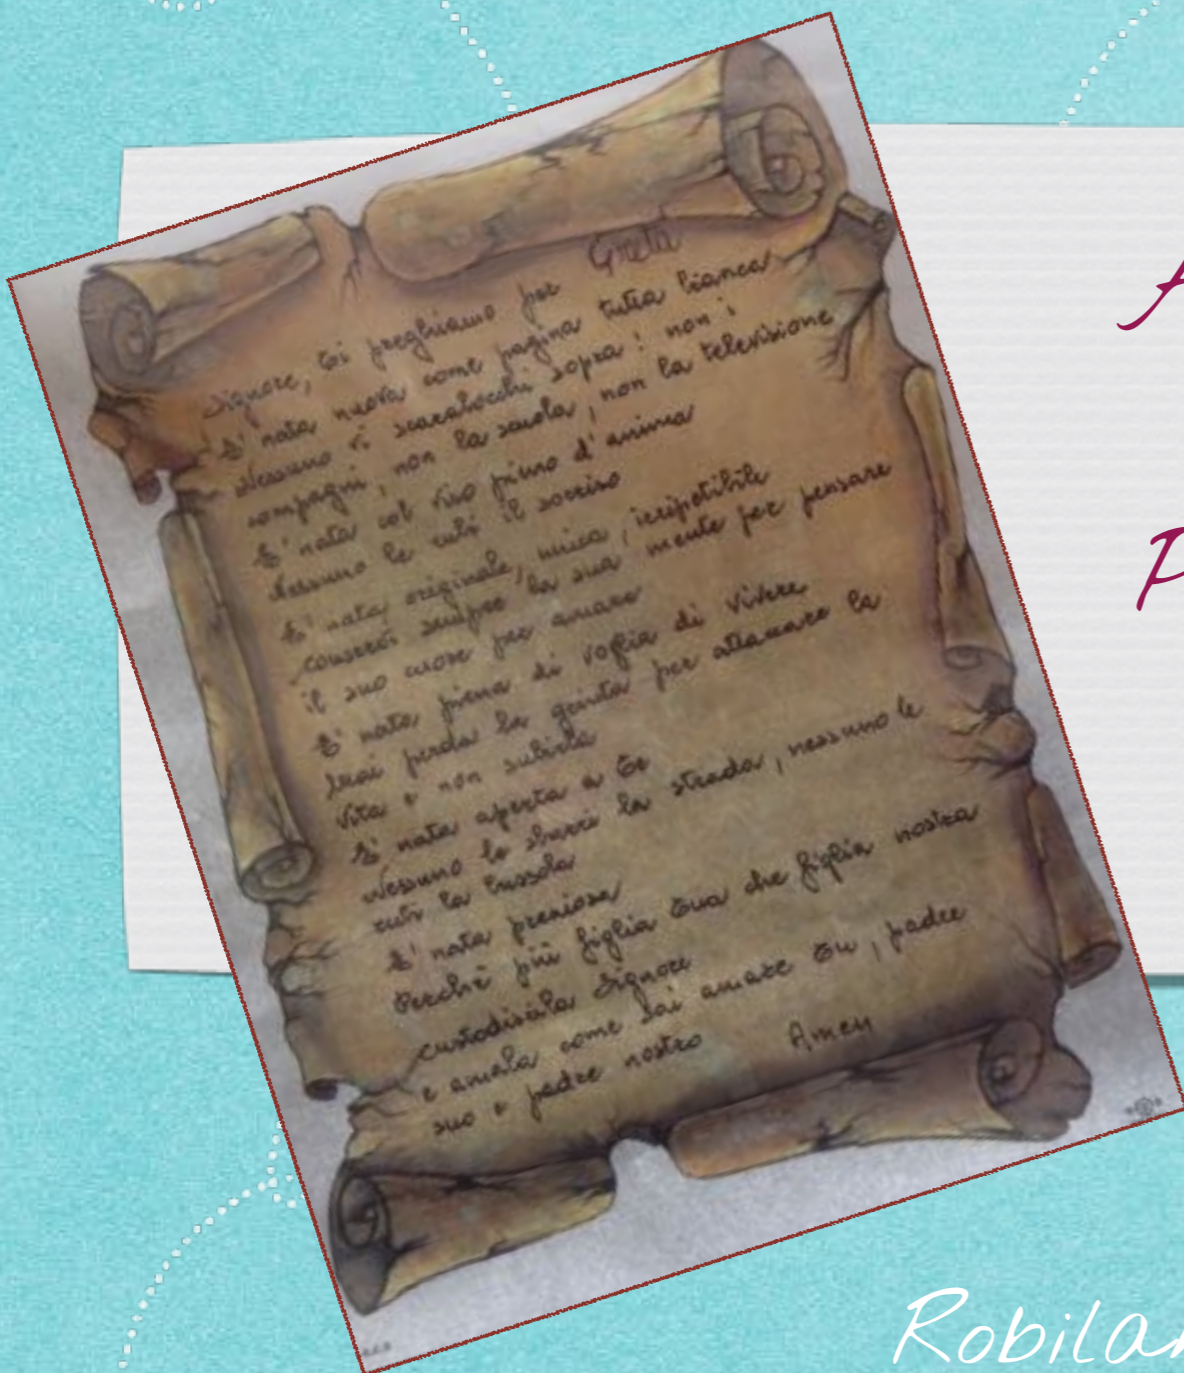 Greta
Signore, ti preghiamo per
E' nata nuova come pagina tutta bianca
Nessuno vi scarabocchi sopra: non i
compagni, non la scuola, non la televisione
E' nata col viso pieno d'anima
Nessuno le rubi il sorriso
E' nata originale, unica, irripetibile
conservi sempre la sua mente per pensare
il suo cuore per amare
E' nata piena di voglia di vivere
mai perda la grinta per attaccare la
vita e non subirla
E' nata aperta a te
Nessuno le sbarri la strada, nessuno le
rubi la bussola
E' nata preziosa
Perché più figlia tua che figlia nostra
custodiscila Signore
e amala come sai amare tu, padre
suo e padre nostro Amen
A
P
Robilan